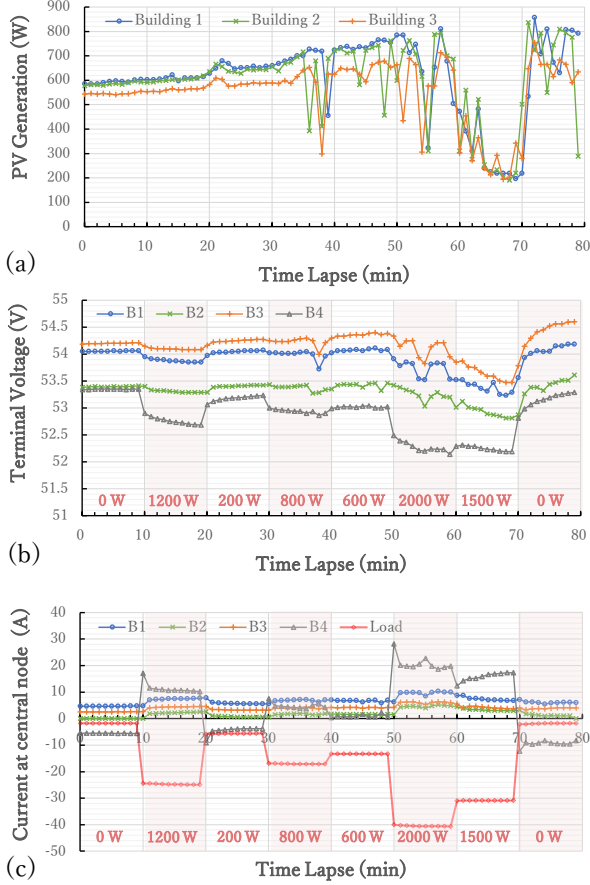 900
800
700
600
500
400
300
200
100
0
PV Generation (W)
Building 1 Building 2 Building 3
0 10 20 30 40 50 60 70 80
(a)
Time Lapse (min)
55
54.5
54
53.5
53
52.5
52
51.5
51
Terminal Voltage (V)
B1 B2 B3 B4
0 W 1200 W 200 W 800 W 600 W 2000 W 1500 W 0 W
0 10 20 30 40 50 60 70 80
(b)
Time Lapse (min)
40
30
20
10
0
-10
-20
-30
-40
-50
Current at central node (A)
B1 B2 B3 B4 Load
0 10 20 30 40 50 60 70 80
0 W 1200 W 200 W 800 W 600 W 2000 W 1500 W 0 W
(c)
Time Lapse (min)